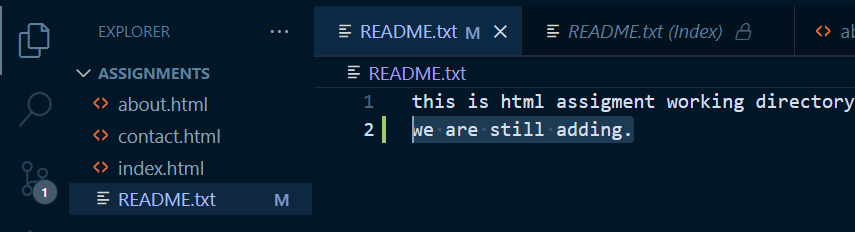 EXPLORER ...
ASSIGNMENTS
<> about.html
<> contact.html
<> index.html
README.txt M
1
README.txt M ×
README.txt (Index)
<> a
README.txt
1 this is html assigment working directory
2 we are still adding.